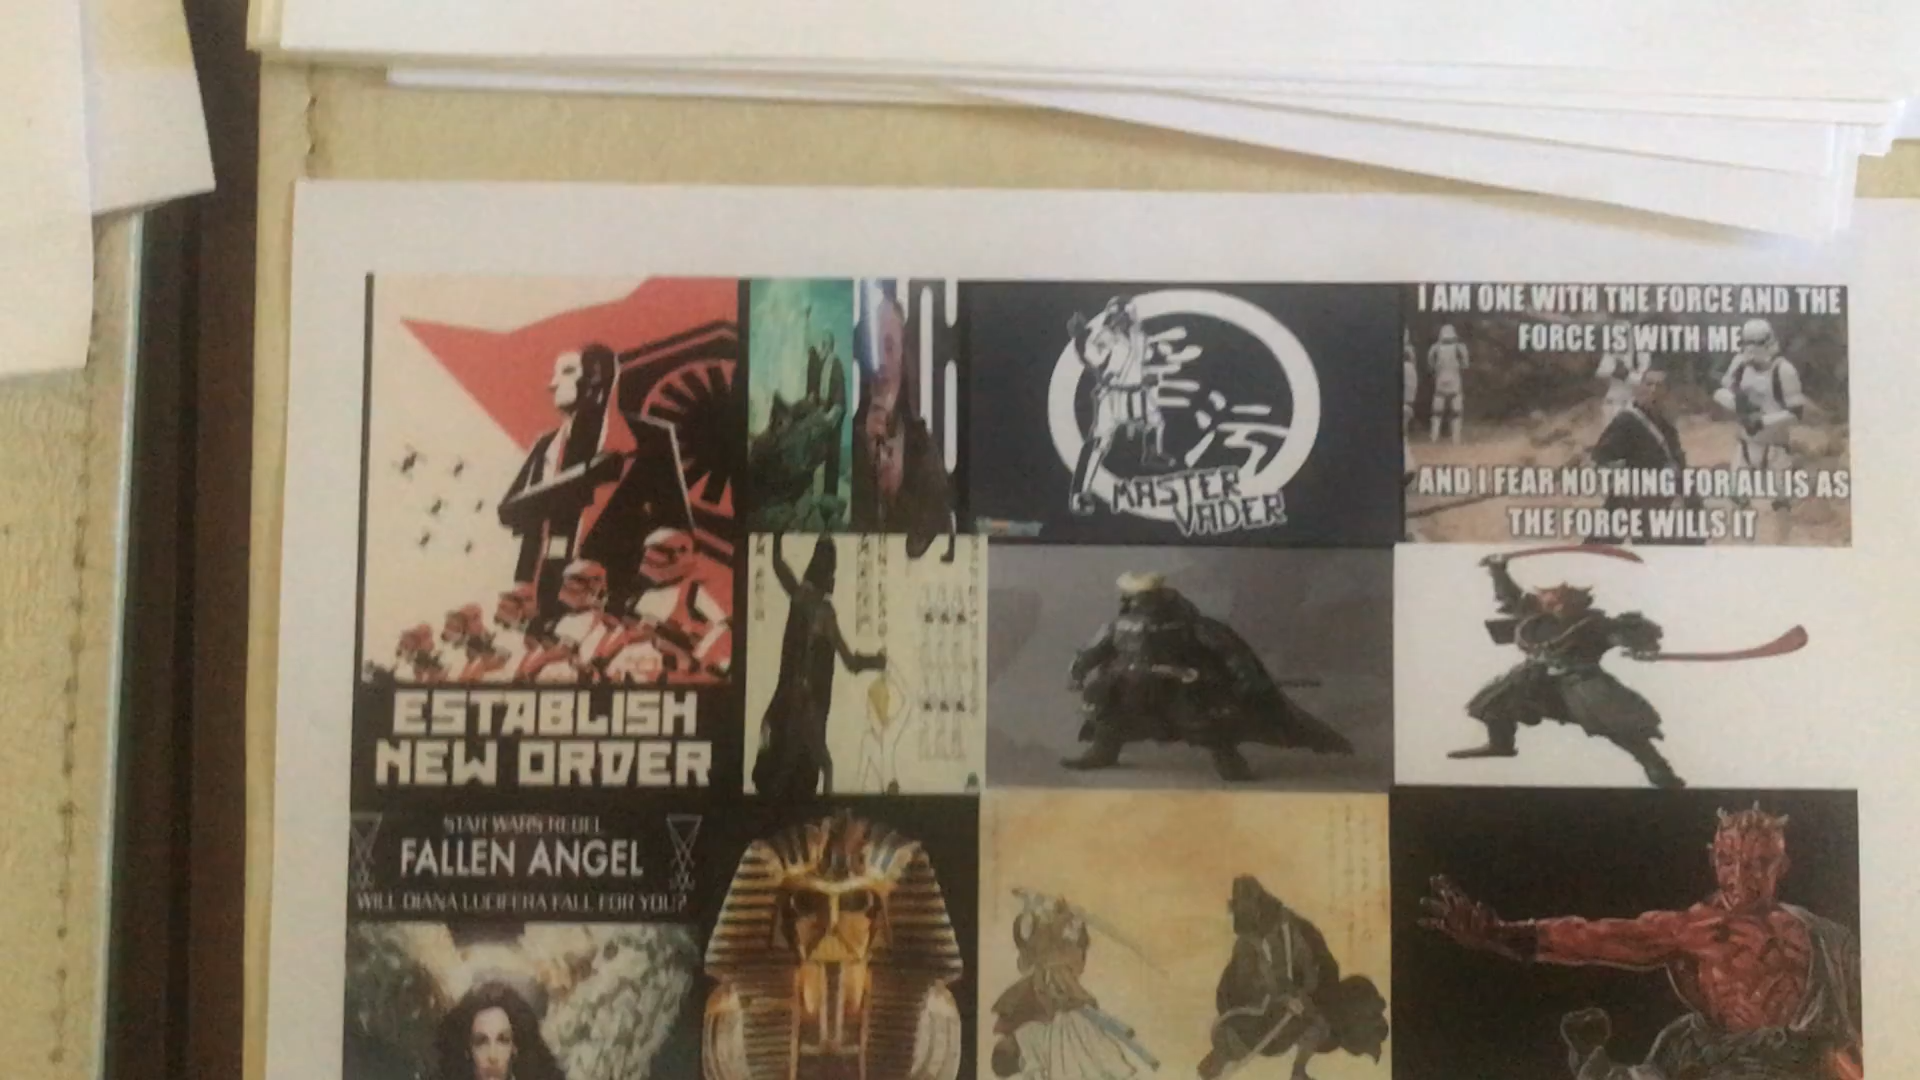 I AM ONE WITH THE FORCE AND THE
FORCE IS WITH ME
AND I FEAR NOTHING FOR ALL IS AS
THE FORCE WILLS IT
MASTER
VADER
ESTABLISH
NEW ORDER
STAR WARS REBEL
FALLEN ANGEL
WILL DIANA LUCIFERA FALL FOR YOU?